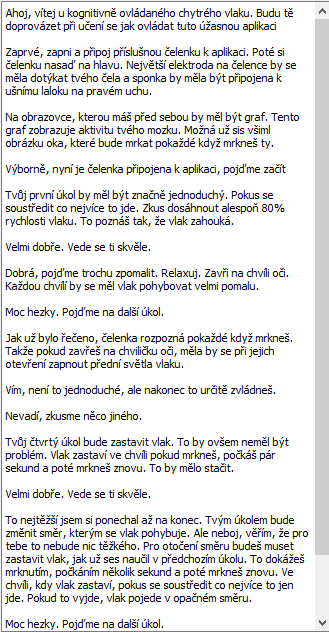 Ahoj, vítej u kognitivně ovládaného chytrého vlaku. Budu tě
doprovázet při učení se jak ovládat tuto úžasnou aplikaci
Zaprvé, zapni a připoj příslušnou čelenku k aplikaci. Poté si
čelenku nasaď na hlavu. Největší elektroda na čelence by se
měla dotýkat tvého čela a sponka by měla být připojena k
ušnímu laloku na pravém uchu.
Na obrazovce, kterou máš před sebou by měl být graf. Tento
graf zobrazuje aktivitu tvého mozku. Možná už sis všiml
obrázku oka, které bude mrkat pokaždé když mrkneš ty.
Výborně, nyní je čelenka připojena k aplikaci, pojďme začít
Tvůj první úkol by měl být značně jednoduchý. Pokus se
soustředit co nejvíce to jde. Zkus dosáhnout alespoň 80%
rychlosti vlaku. To poznáš tak, že vlak zahouká.
Velmi dobře. Vede se ti skvěle.
Dobrá, pojďme trochu zpomalit. Relaxuj. Zavři na chvíli oči.
Každou chvílí by se měl vlak pohybovat velmi pomalu.
Moc hezky. Pojďme na další úkol.
Jak už bylo řečeno, čelenka rozpozná pokaždé když mrkneš.
Takže pokud zavřeš na chviličku oči, měla by se při jejich
otevření zapnout přední světla vlaku.
Vím, není to jednoduché, ale nakonec to určitě zvládneš.
Nevadí, zkusme něco jiného.
Tvůj čtvrtý úkol bude zastavit vlak. To by ovšem neměl být
problém. Vlak zastaví ve chvíli pokud mrkneš, počkáš pár
sekund a poté mrkneš znovu. To by mělo stačit.
Velmi dobře. Vede se ti skvěle.
To nejtěžší jsem si ponechal až na konec. Tvým úkolem bude
změnit směr, kterým se vlak pohybuje. Ale neboj, věřím, že pro
tebe to nebude nic těžkého. Pro otočení směru budeš muset
zastavit vlak, jak už ses naučil v předchozím úkolu. To dokážeš
mrknutím, počkáním několik sekund a poté mrkneš znovu. Ve
chvíli, kdy vlak zastaví, pokus se soustředit co nejvíce to jen
jde. Pokud to vyjde, vlak pojede v opačném směru.
Moc hezky. Pojďme na další úkol.